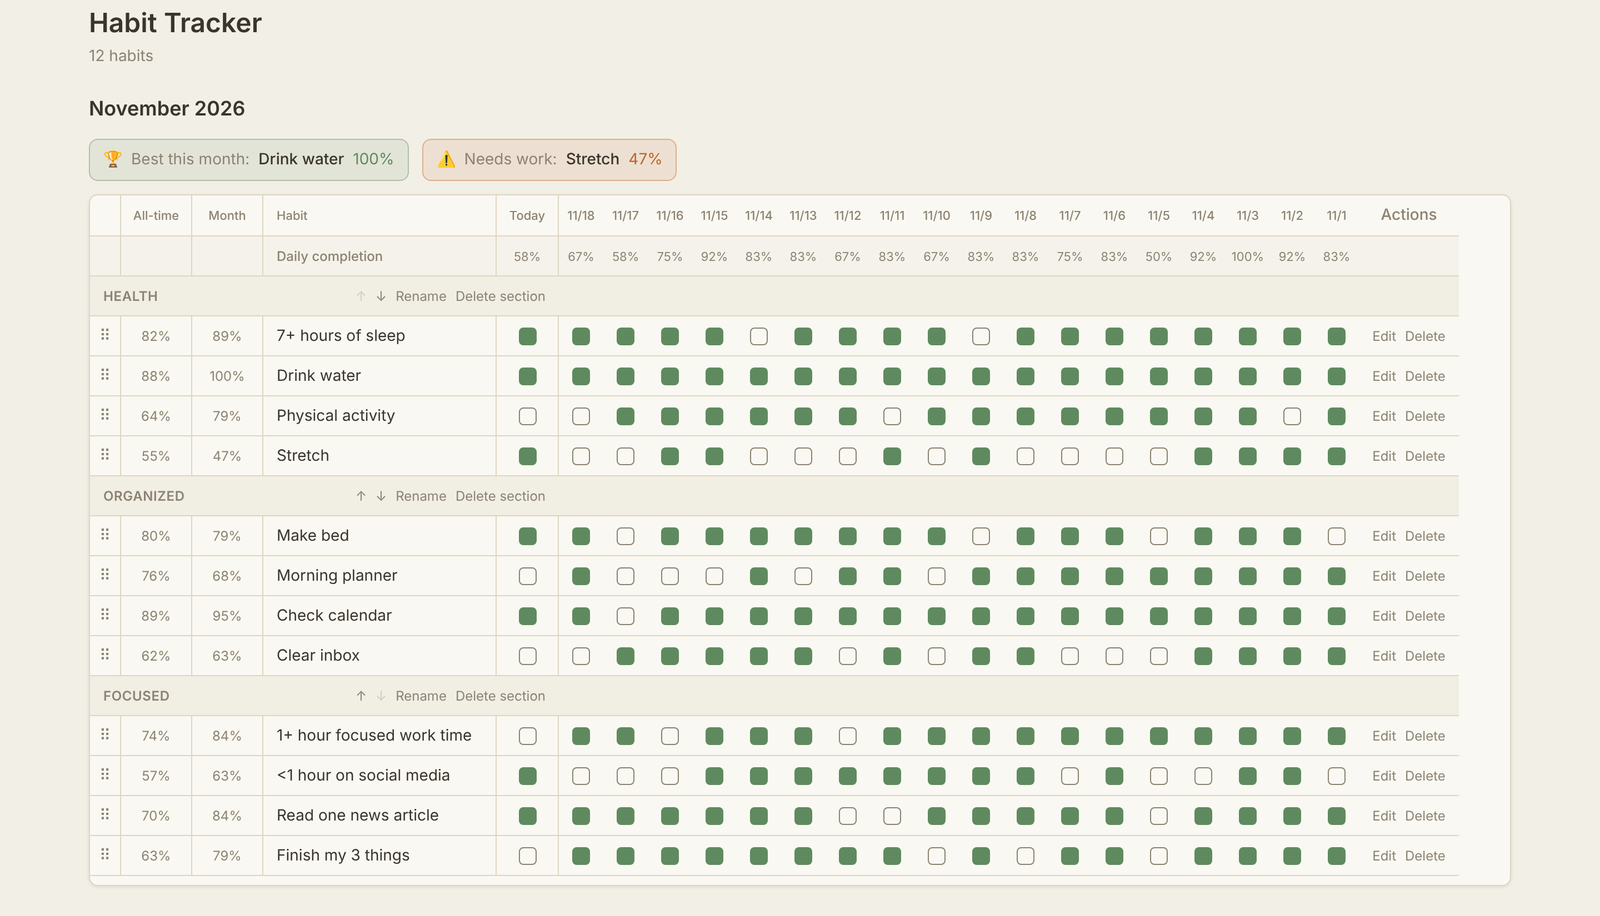 Habit Tracker
12 habits
November 2026
🏆 Best this month: Drink water 100% ⚠️ Needs work: Stretch 47%
All-time Month Habit Today 11/18 11/17 11/16 11/15 11/14 11/13 11/12 11/11 11/10 11/9 11/8 11/7 11/6 11/5 11/4 11/3 11/2 11/1 Actions
Daily completion 58% 67% 58% 75% 92% 83% 83% 67% 83% 67% 83% 83% 75% 83% 50% 92% 100% 92% 83%
HEALTH ↑ ↓ Rename Delete section
82% 89% 7+ hours of sleep Edit Delete
88% 100% Drink water Edit Delete
64% 79% Physical activity Edit Delete
55% 47% Stretch Edit Delete
ORGANIZED ↑ ↓ Rename Delete section
80% 79% Make bed Edit Delete
76% 68% Morning planner Edit Delete
89% 95% Check calendar Edit Delete
62% 63% Clear inbox Edit Delete
FOCUSED ↑ ↓ Rename Delete section
74% 84% 1+ hour focused work time Edit Delete
57% 63% <1 hour on social media Edit Delete
70% 84% Read one news article Edit Delete
63% 79% Finish my 3 things Edit Delete